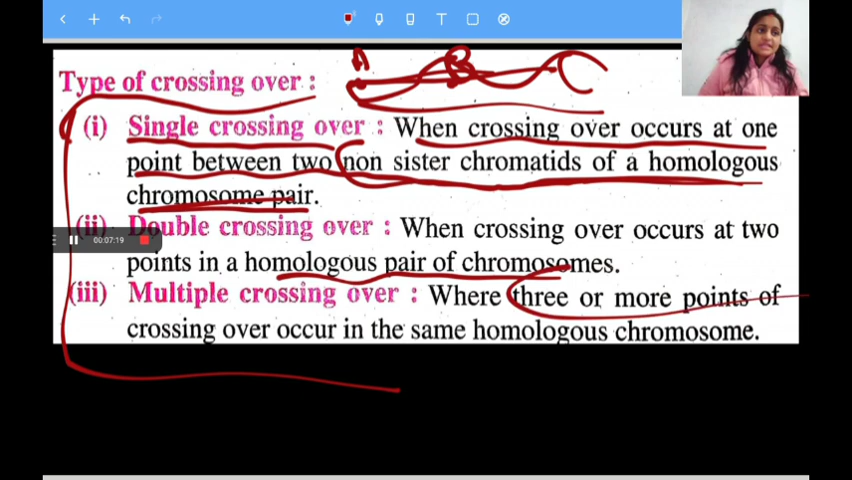 T
A B C
Type of crossing over :
(i) Single crossing over : When crossing over occurs at one
point between two non sister chromatids of a homologous
chromosome pair.
(ii) Double crossing over : When crossing over occurs at two
00:07:19
points in a homologous pair of chromosomes.
(iii) Multiple crossing over : Where three or more points of
crossing over occur in the same homologous chromosome.